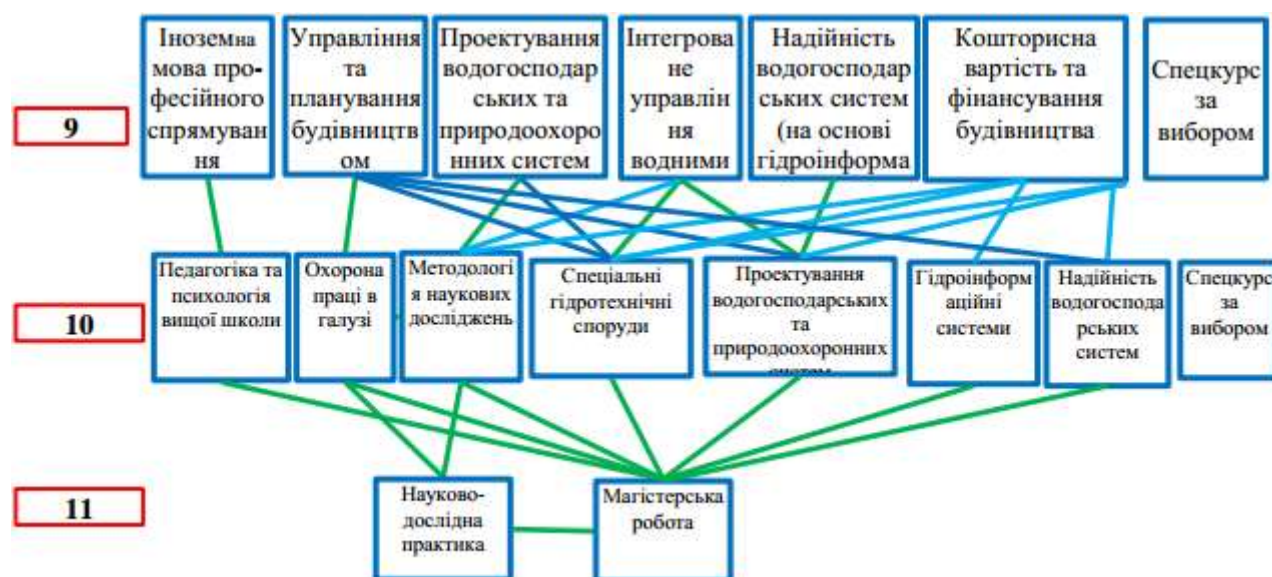 9
Іноземна
мова про-
фесійного
спрямуван
ня
Управління
та
планування
будівництв
ом
Проектування
водогосподар
ських та
природоохоро
нних систем
Інтегрова
не
управлін
ня
водними
Надійність
водогосподар
ських систем
(на основі
гідроінформа
Кошторисна
вартість та
фінансування
будівництва
Спецкурс
за
вибором
10
Педагогіка та
психологія
вищої школи
Охорона
праці в
галузі
Методологі
я наукових
досліджень
Спеціальні
гідротехнічні
споруди
Проектування
водогосподарських
та
природоохоронних
систем
Гідроінформ
аційні
системи
Надійність
водогоспода
рських
систем
Спецкурс
за
вибором
11
Науково-
дослідна
практика
Магістерська
робота